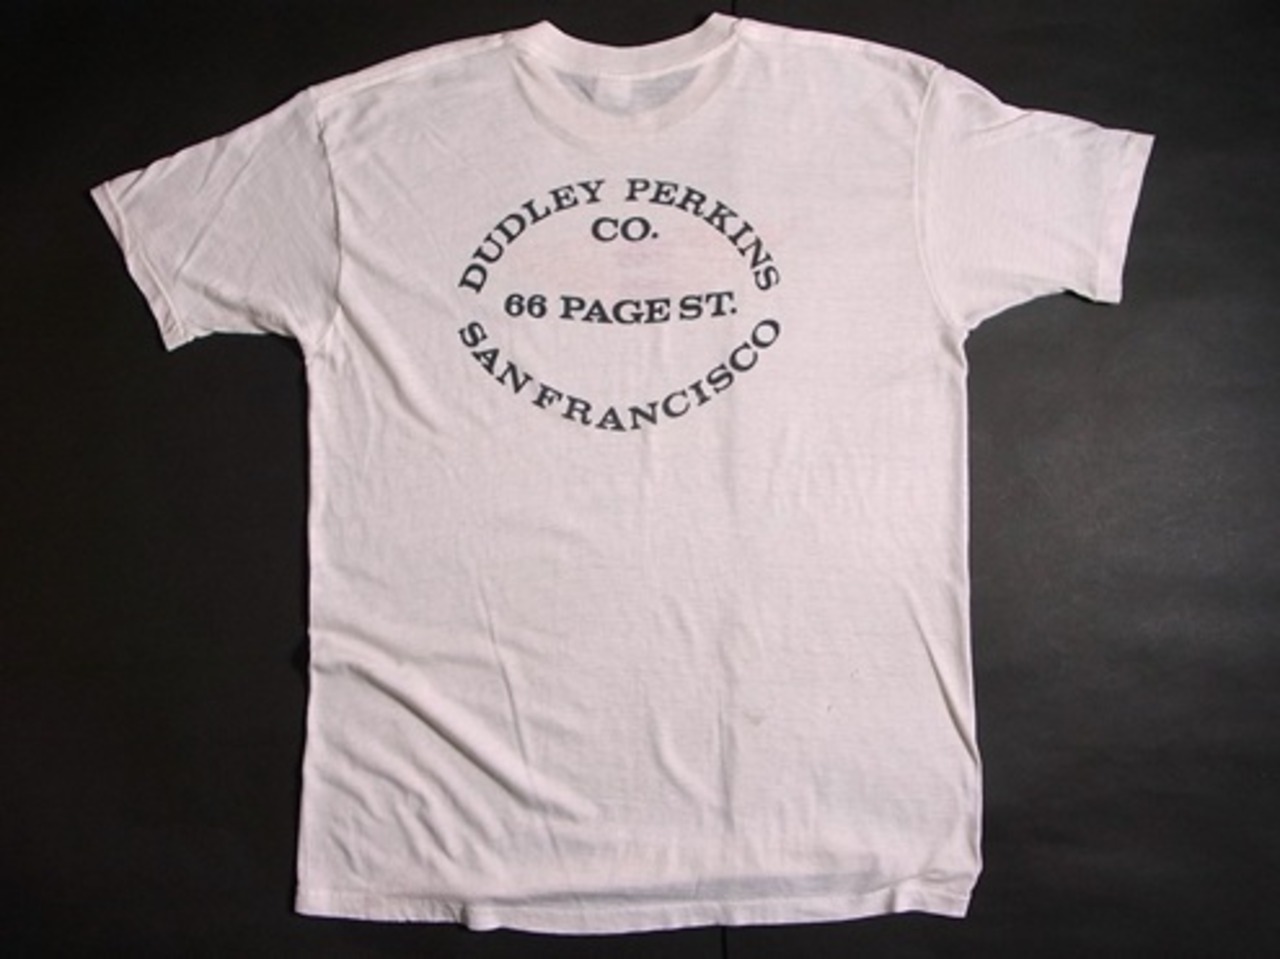 DUDLEY PERKINS
CO.
66 PAGE ST.
SAN FRANCISCO